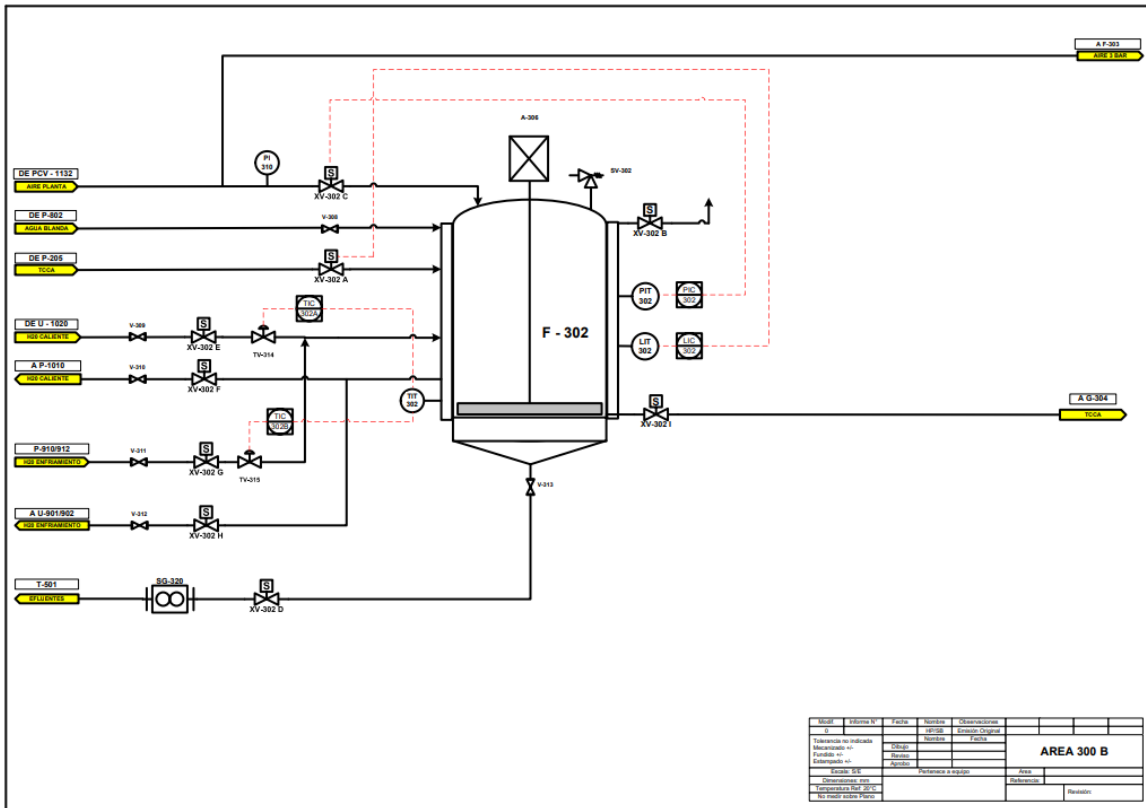 A F-303
AIRE 3 BAR
A-306
PI
310
S
SV-302
DE PCV - 1132
AIRE PLANTA
XV-302 C
DE P-802
AGUA BLANDA
V-308
S
XV-302 B
DE P-205
TCCA
S
XV-302 A
PIT
302
PIC
302
TIC
302A
DE U - 1020
H20 CALIENTE
V-309
S
XV-302 E
TV-314
F - 302
LIT
302
LIC
302
A P-1010
H20 CALIENTE
V-310
S
XV-302 F
TIT
302
S
XV-302 I
A G-304
TCCA
TIC
302B
P-910/912
H20 ENFRIAMIENTO
V-311
S
XV-302 G
TV-315
V-313
A U-901/902
H20 ENFRIAMIENTO
V-312
S
XV-302 H
T-501
EFLUENTES
SG-320
S
XV-302 D
Modif. Informe N° Fecha Nombre Observaciones
0 HP/SB Emisión Original
Nombre Fecha
Tolerancia no indicada
Mecanizado +/-
Fundido +/-
Estampado +/-
Dibujo
Reviso
Aprobo
AREA 300 B
Escala: S/E Pertenece a equipo Area
Dimensiones: mm Referencia:
Temperatura Ref. 20°C
No medir sobre Plano
Revisión: